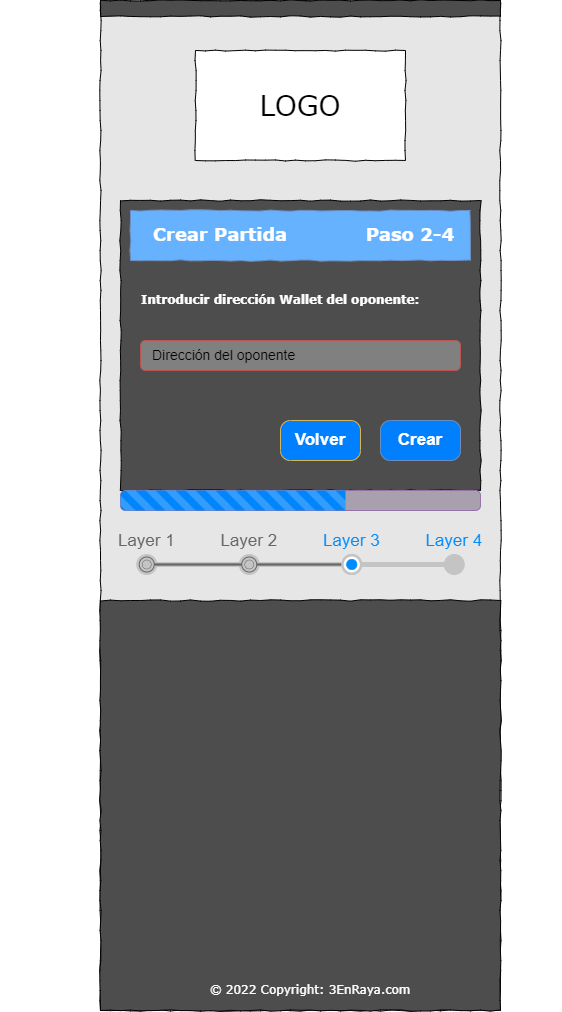 LOGO
Crear Partida Paso 2-4
Introducir dirección Wallet del oponente:
Dirección del oponente
Volver Crear
Layer 1 Layer 2 Layer 3 Layer 4
© 2022 Copyright: 3EnRaya.com